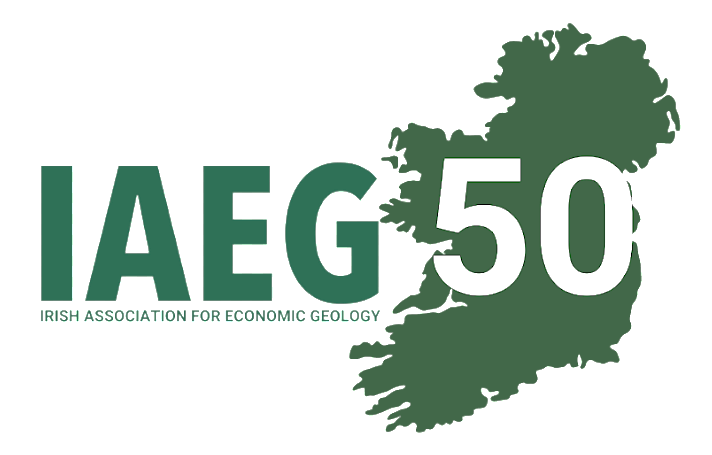 IAEG 50
IRISH ASSOCIATION FOR ECONOMIC GEOLOGY